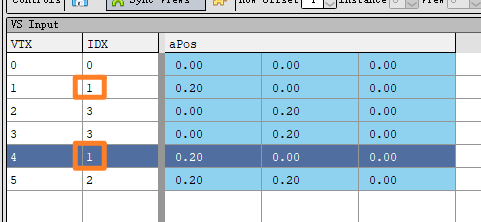 Controls Sync Views Row Offset 1 Instance 0 View 0
VS Input
VTX IDX aPos
0 0 0.00 0.00 0.00
1 1 0.20 0.00 0.00
2 3 0.00 0.20 0.00
3 3 0.00 0.20 0.00
4 1 0.20 0.00 0.00
5 2 0.20 0.20 0.00